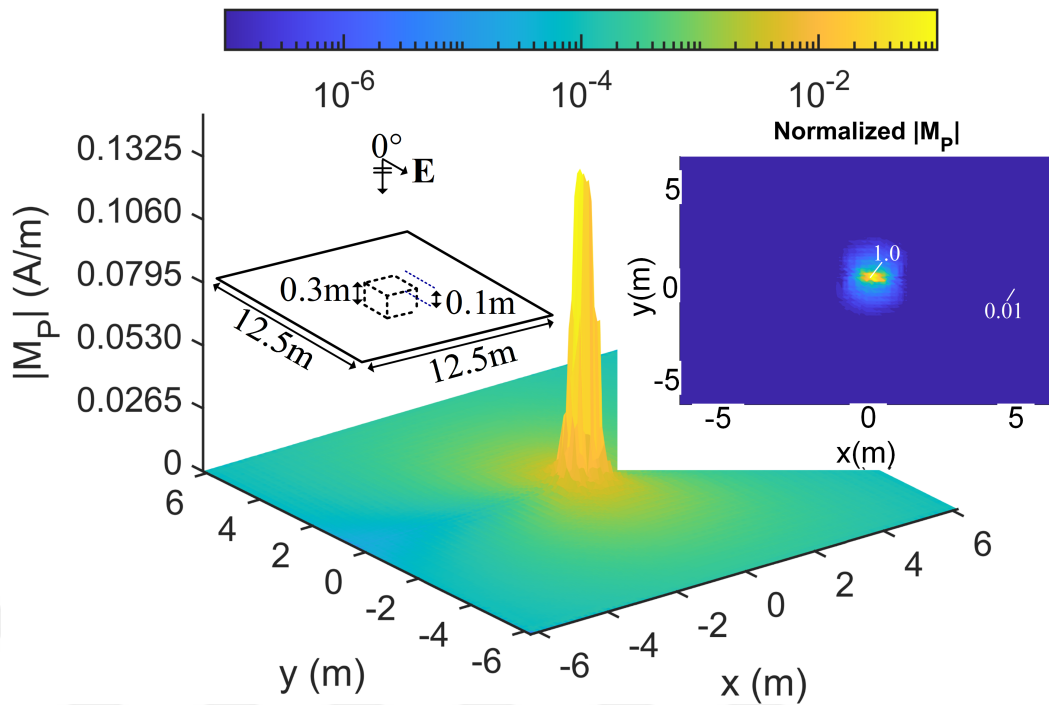 10^-6
10^-4
10^-2
|M_P| (A/m)
0.1325
0.1060
0.0795
0.0530
0.0265
0
0°
E
0.3m
0.1m
12.5m
12.5m
Normalized |M_P|
y(m)
5
0
-5
1.0
0.01
-5
0
5
x(m)
6
4
2
0
-2
-4
-6
y (m)
-6
-4
-2
0
2
4
6
x (m)